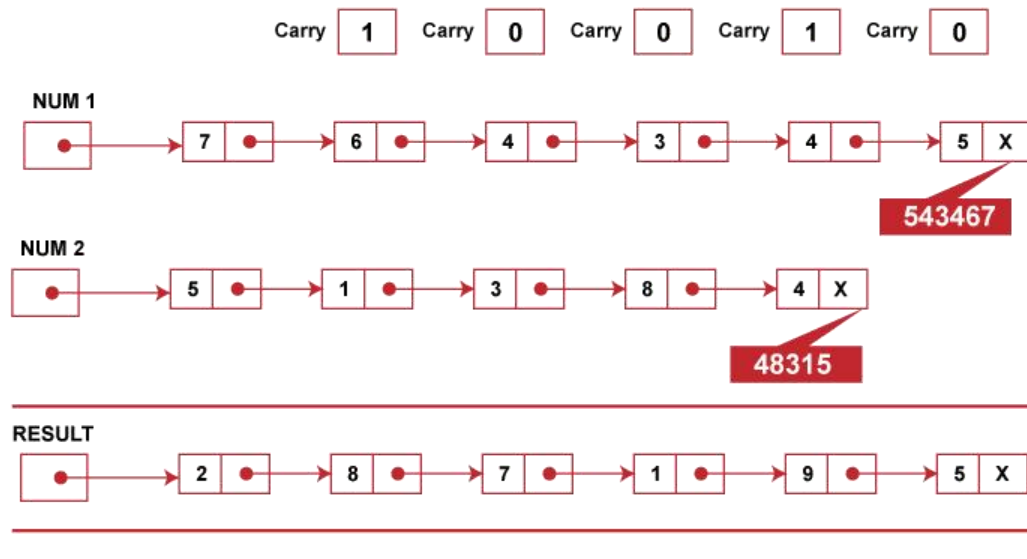 Carry 1 Carry 0 Carry 0 Carry 1 Carry 0
NUM 1
7 6 4 3 4 5 X
543467
NUM 2
5 1 3 8 4 X
48315
RESULT
2 8 7 1 9 5 X